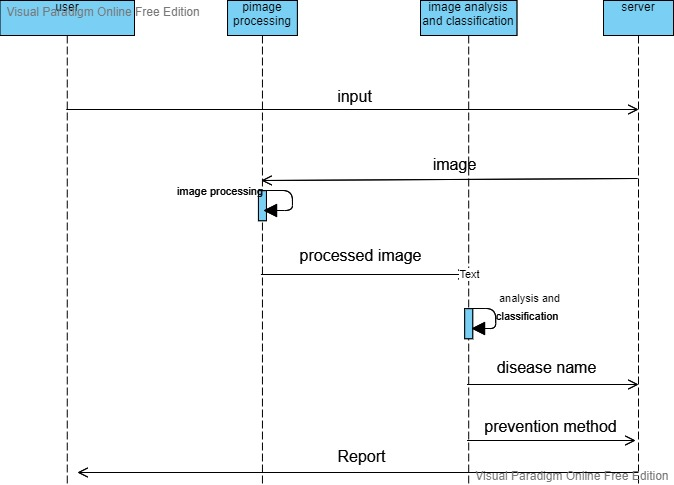 Visual Paradigm Online Free Edition
user
pimage
processing
image analysis
and classification
server
input
image
image processing
processed image
Text
analysis and
classification
disease name
prevention method
Report
Visual Paradigm Online Free Edition